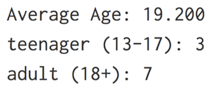 Average Age: 19.200
teenager (13-17): 3
adult (18+): 7